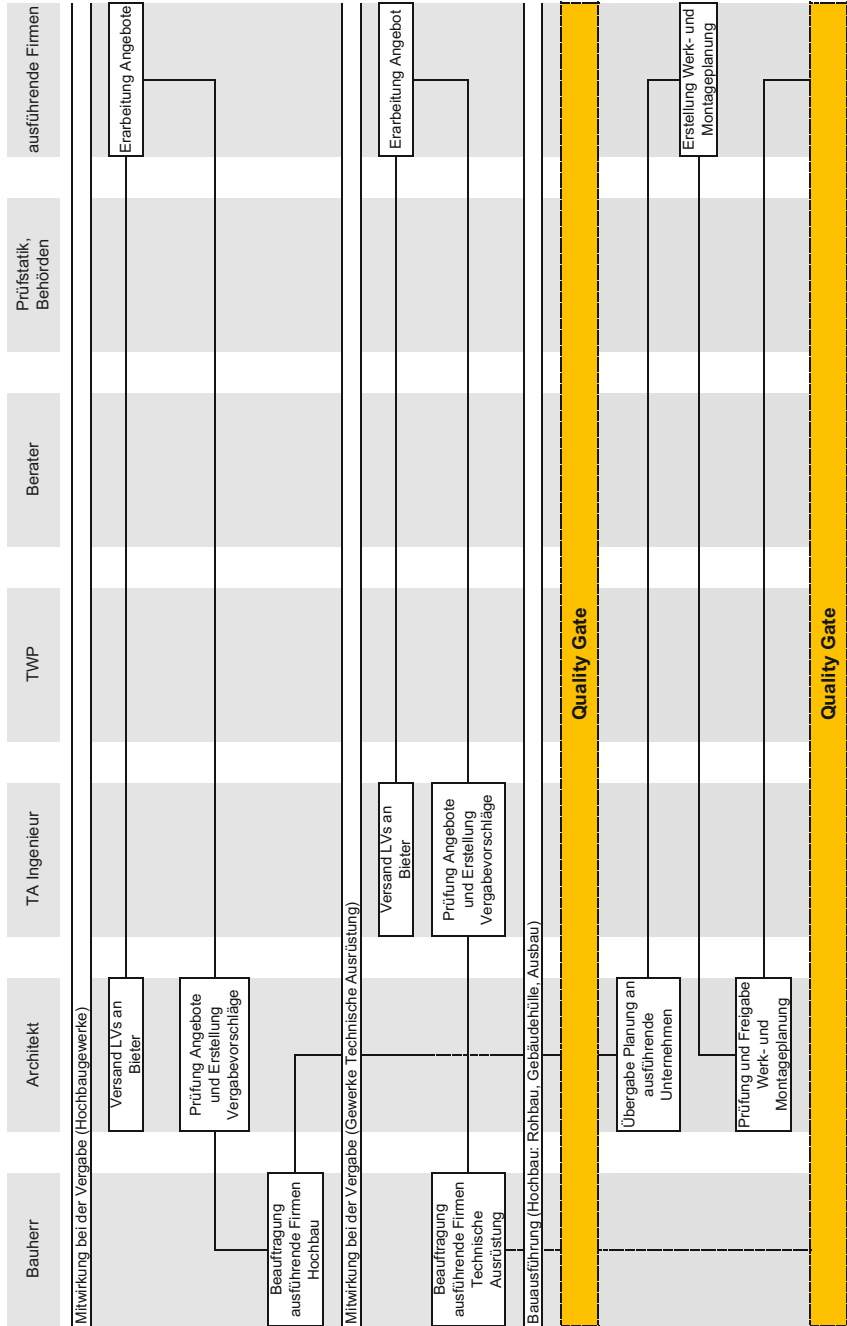 Bauherr
Architekt
TA Ingenieur
TWP
Berater
Prüfstatik,
Behörden
ausführende Firmen
Mitwirkung bei der Vergabe (Hochbaugewerke)
Versand LVs an
Bieter
Erarbeitung Angebote
Prüfung Angebote
und Erstellung
Vergabevorschläge
Beauftragung
ausführende Firmen
Hochbau
Mitwirkung bei der Vergabe (Gewerke Technische Ausrüstung)
Versand LVs an
Bieter
Erarbeitung Angebot
Prüfung Angebote
und Erstellung
Vergabevorschläge
Beauftragung
ausführende Firmen
Technische
Ausrüstung
Bauausführung (Hochbau: Rohbau, Gebäudehülle, Ausbau)
Quality Gate
Übergabe Planung an
ausführende
Unternehmen
Erstellung Werk- und
Montageplanung
Prüfung und Freigabe
Werk- und
Montageplanung
Quality Gate